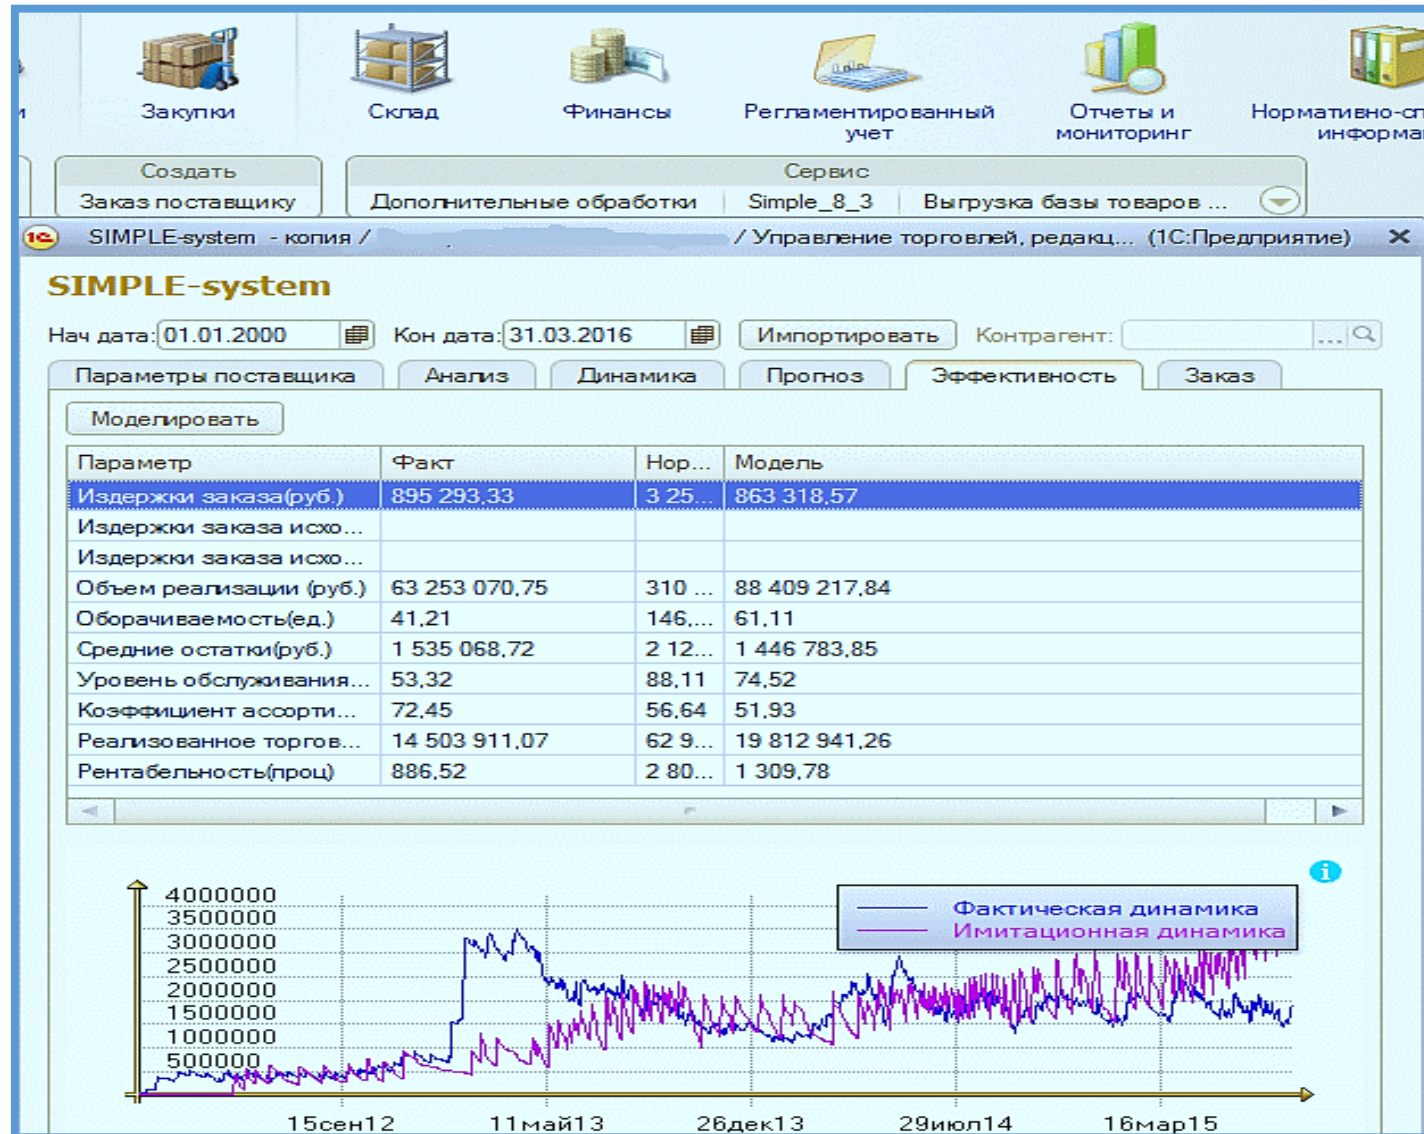 Закупки
Склад
Финансы
Регламентированный
учет
Отчеты и
мониторинг
Нормативно-сп
информа
Создать
Сервис
Заказ поставщику
Дополнительные обработки
Simple_8_3
Выгрузка базы товаров ...
SIMPLE-system - копия / / Управление торговлей, редакц... (1С:Предприятие)
SIMPLE-system
Нач дата: 01.01.2000 Кон дата: 31.03.2016 Импортировать Контрагент: ...
Параметры поставщика Анализ Динамика Прогноз Эффективность Заказ
Моделировать
Параметр Факт Нор... Модель
Издержки заказа(руб.) 895 293,33 3 25... 863 318,57
Издержки заказа исхо...
Издержки заказа исхо...
Объем реализации (руб.) 63 253 070,75 310 ... 88 409 217,84
Оборачиваемость(ед.) 41,21 146,... 61,11
Средние остатки(руб.) 1 535 068,72 2 12... 1 446 783,85
Уровень обслуживания... 53,32 88,11 74,52
Коэффициент ассорти... 72,45 56,64 51,93
Реализованное торгов... 14 503 911,07 62 9... 19 812 941,26
Рентабельность(проц) 886,52 2 80... 1 309,78
4000000
3500000
3000000
2500000
2000000
1500000
1000000
500000
Фактическая динамика
Имитационная динамика
15сен12 11май13 26дек13 29июл14 16мар15